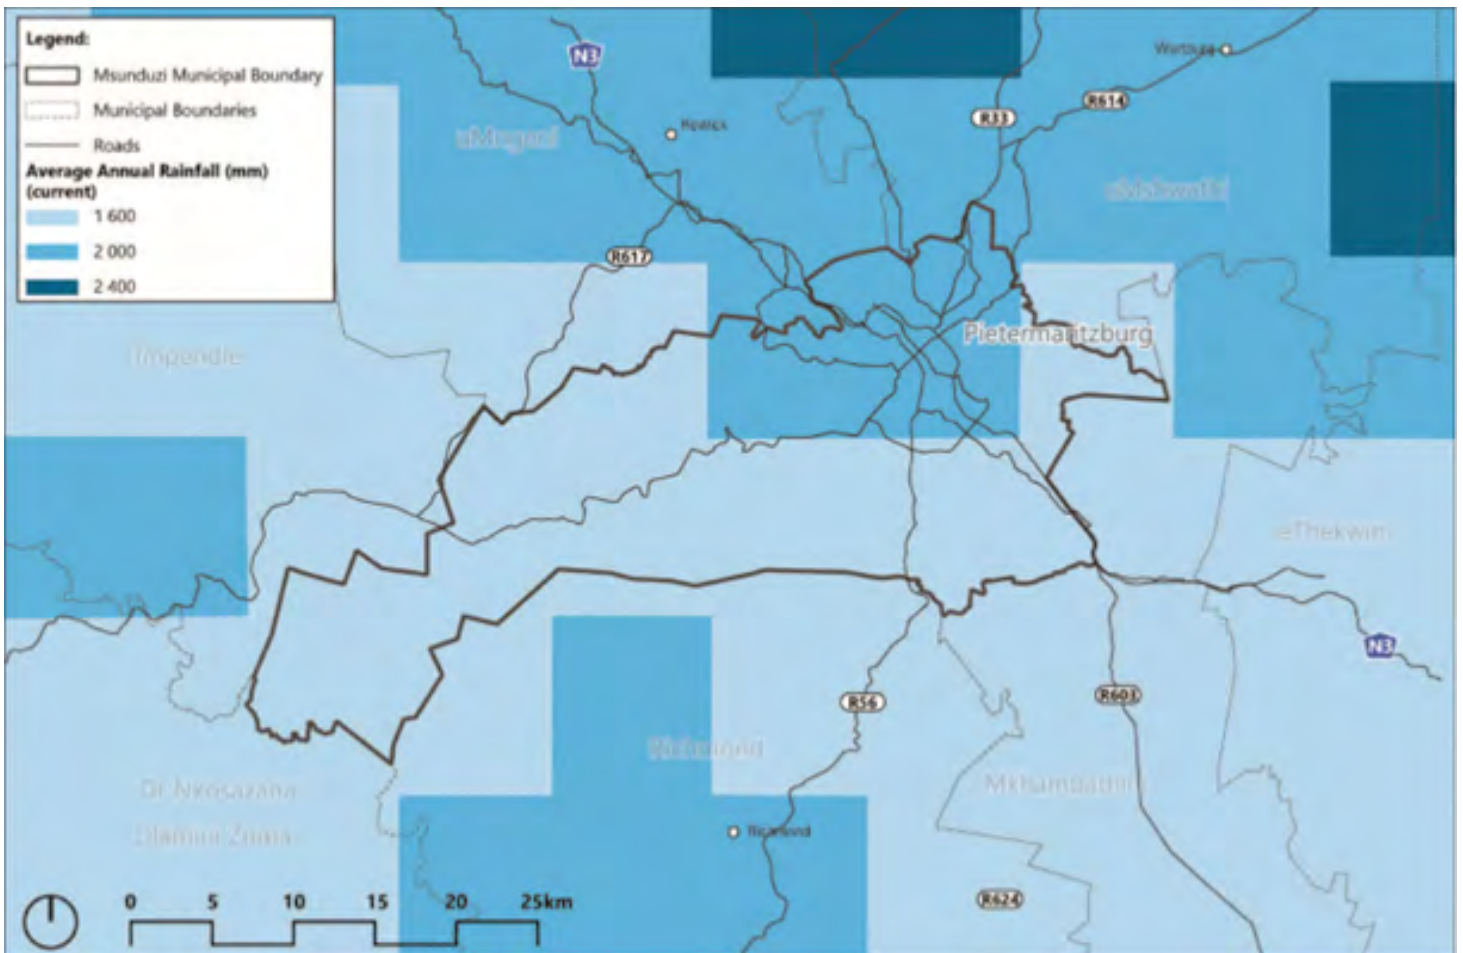 Legend:
Msunduzi Municipal Boundary
Municipal Boundaries
Roads
Average Annual Rainfall (mm)
(current)
1 600
2 000
2 400
N3
Howick
Wartburg
R614
R33
uMngeni
uMshwathi
R617
Impendle
Pietermaritzburg
eThekwini
N3
R56
R603
Richmond
Mkhambathini
Dr Nkosazana
Dlamini Zuma
Richmond
R624
0 5 10 15 20 25km